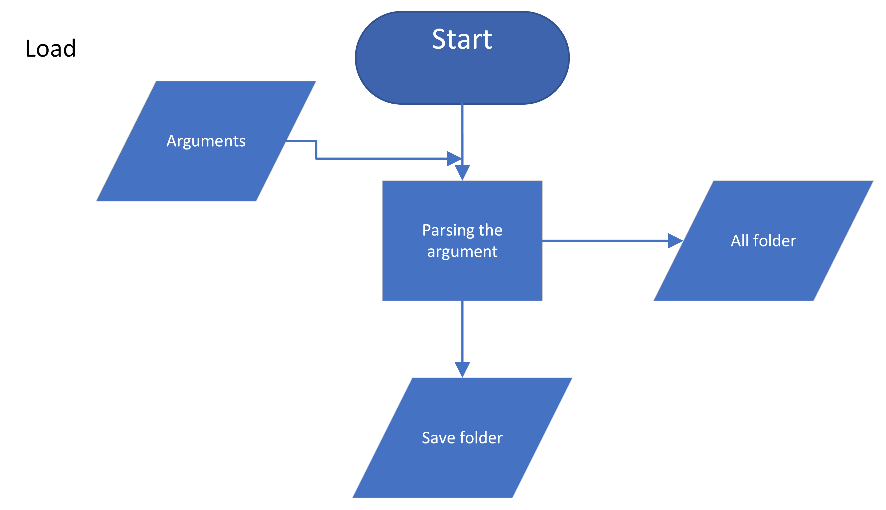 Load
Start
Arguments
Parsing the
argument
All folder
Save folder